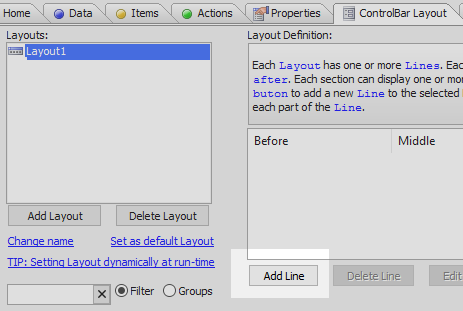 Home Data Items Actions Properties ControlBar Layout
Layouts:
Layout1
Add Layout Delete Layout
Change name Set as default Layout
TIP: Setting Layout dynamically at run-time
Filter Groups
Layout Definition:
Each Layout has one or more Lines. Eac
after. Each section can display one or mo
buton to add a new Line to the selected
each part of the Line.
Before Middle
Add Line Delete Line Edit